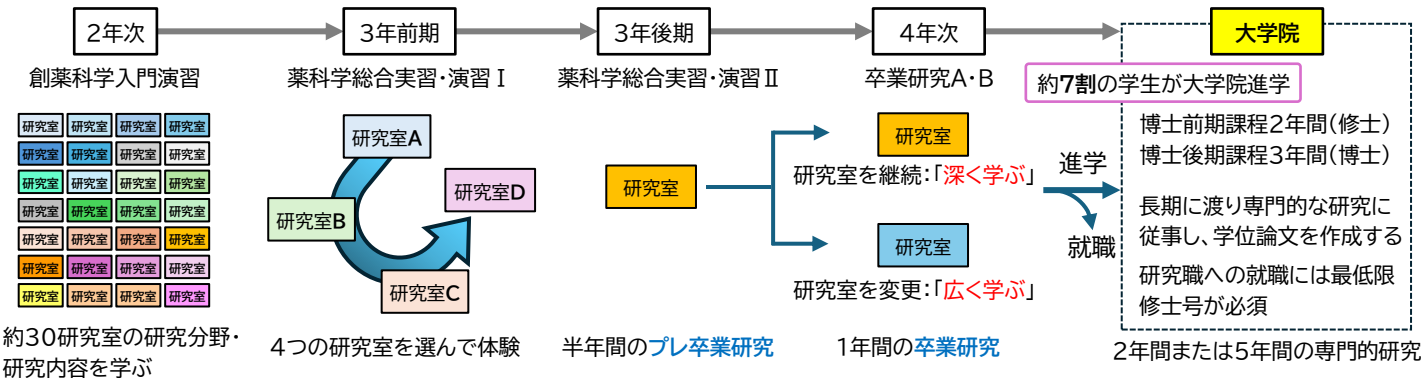 2年次
3年前期
3年後期
4年次
大学院
創薬科学入門演習
薬科学総合実習・演習Ⅰ
薬科学総合実習・演習Ⅱ
卒業研究A・B
約7割の学生が大学院進学
研究室 研究室 研究室 研究室
研究室 研究室 研究室 研究室
研究室 研究室 研究室 研究室
研究室 研究室 研究室 研究室
研究室 研究室 研究室 研究室
研究室 研究室 研究室 研究室
研究室 研究室 研究室 研究室
約30研究室の研究分野・
研究内容を学ぶ
研究室A
研究室B
研究室C
研究室D
4つの研究室を選んで体験
研究室
半年間のプレ卒業研究
研究室
研究室を継続:「深く学ぶ」
研究室
研究室を変更:「広く学ぶ」
1年間の卒業研究
進学
就職
博士前期課程2年間(修士)
博士後期課程3年間(博士)
長期に渡り専門的な研究に
従事し、学位論文を作成する
研究職への就職には最低限
修士号が必須
2年間または5年間の専門的研究